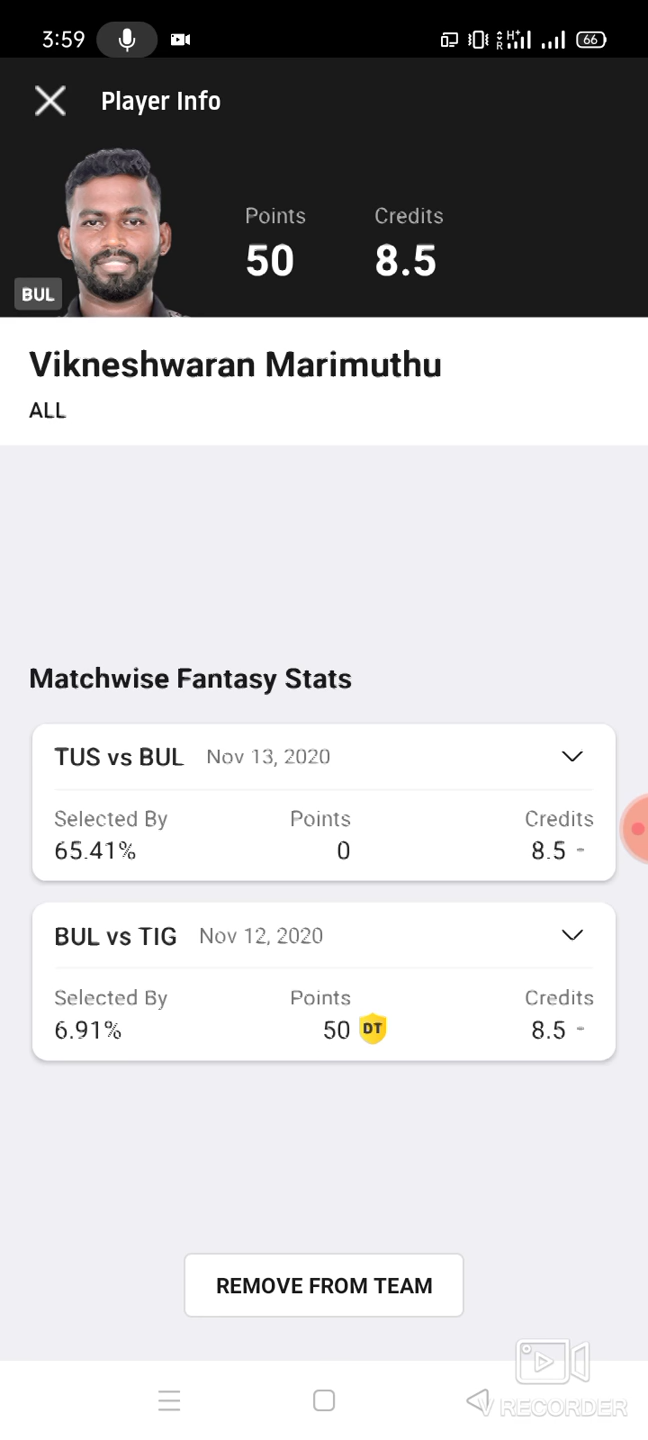 3:59
H+
R
66
Player Info
Points
Credits
50
8.5
BUL
Vikneshwaran Marimuthu
ALL
Matchwise Fantasy Stats
TUS vs BUL Nov 13, 2020
Selected By Points Credits
65.41% 0 8.5 -
BUL vs TIG Nov 12, 2020
Selected By Points Credits
6.91% 50 DT 8.5 -
REMOVE FROM TEAM
V RECORDER